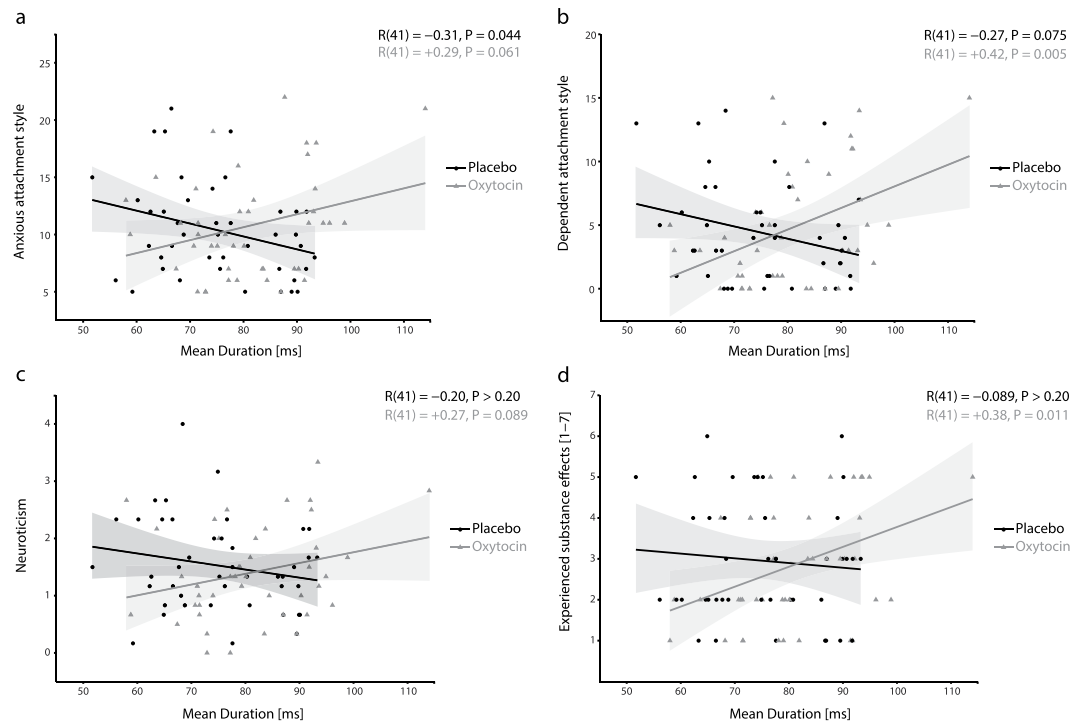 a
R(41) = −0.31, P = 0.044
R(41) = +0.29, P = 0.061
Anxious attachment style
25
20
15
10
5
50 60 70 80 90 100 110
Mean Duration [ms]
Placebo
Oxytocin
b
R(41) = −0.27, P = 0.075
R(41) = +0.42, P = 0.005
Dependent attachment style
20
15
10
5
0
50 60 70 80 90 100 110
Mean Duration [ms]
Placebo
Oxytocin
c
R(41) = −0.20, P > 0.20
R(41) = +0.27, P = 0.089
Neuroticism
4
3
2
1
0
50 60 70 80 90 100 110
Mean Duration [ms]
Placebo
Oxytocin
d
R(41) = −0.089, P > 0.20
R(41) = +0.38, P = 0.011
Experienced substance effects [1−7]
7
6
5
4
3
2
1
50 60 70 80 90 100 110
Mean Duration [ms]
Placebo
Oxytocin